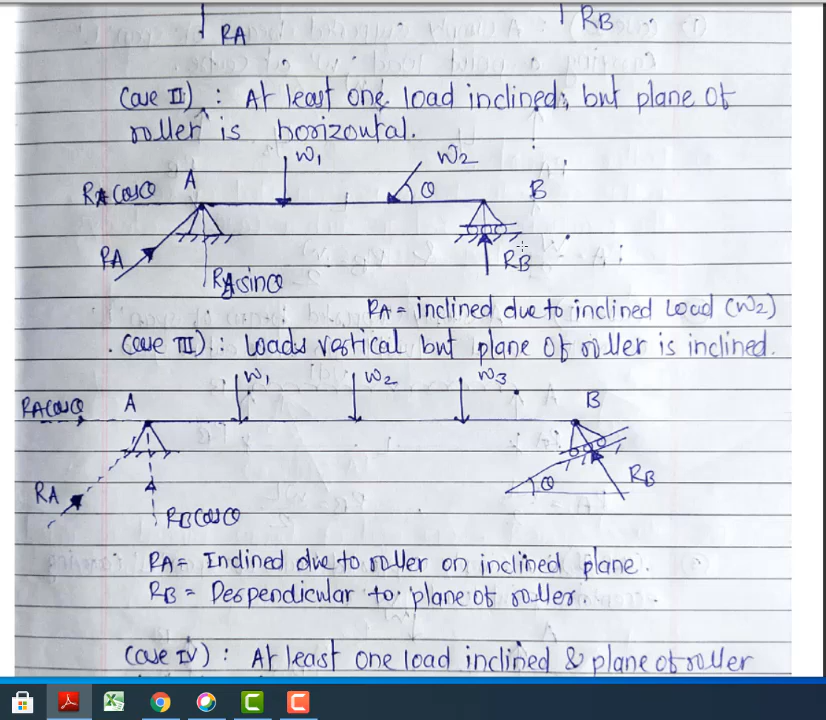 RA
RB
Case II) : At least one load inclined, but plane of
roller is horizontal.
W1
W2
RA cosθ
A
θ
B
RA
RB
RA sinθ
RA = inclined due to inclined Load (W2)
Case III) : Loads vertical but plane of roller is inclined.
W1
W2
W3
RA cosθ
A
B
RA
θ
RB
RB cosθ
RA = Inclined due to roller on inclined plane.
RB = Perpendicular to plane of roller.
Case IV) : At least one load inclined & plane of roller